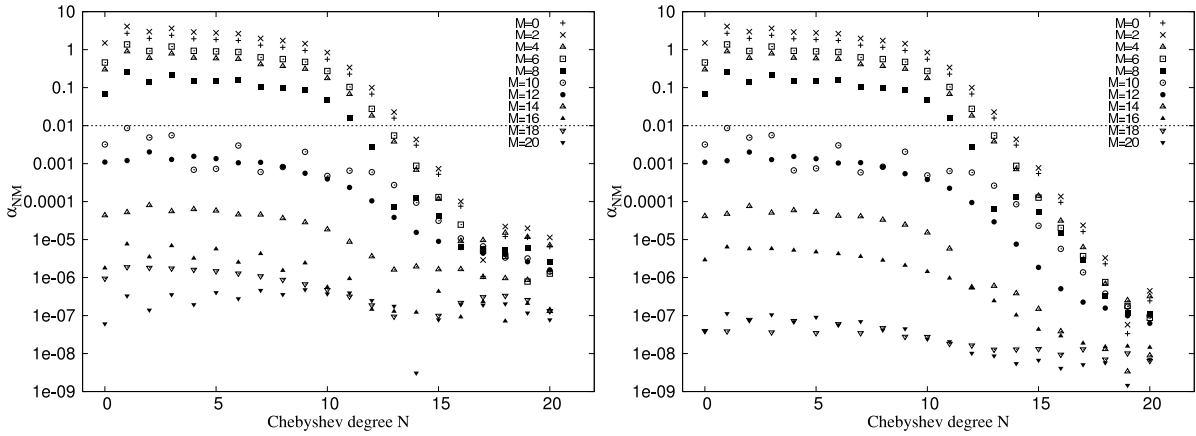 10
1
0.1
0.01
0.001
0.0001
1e-05
1e-06
1e-07
1e-08
1e-09
αNM
0 5 10 15 20
Chebyshev degree N
M=0
M=2
M=4
M=6
M=8
M=10
M=12
M=14
M=16
M=18
M=20
10
1
0.1
0.01
0.001
0.0001
1e-05
1e-06
1e-07
1e-08
1e-09
αNM
0 5 10 15 20
Chebyshev degree N
M=0
M=2
M=4
M=6
M=8
M=10
M=12
M=14
M=16
M=18
M=20